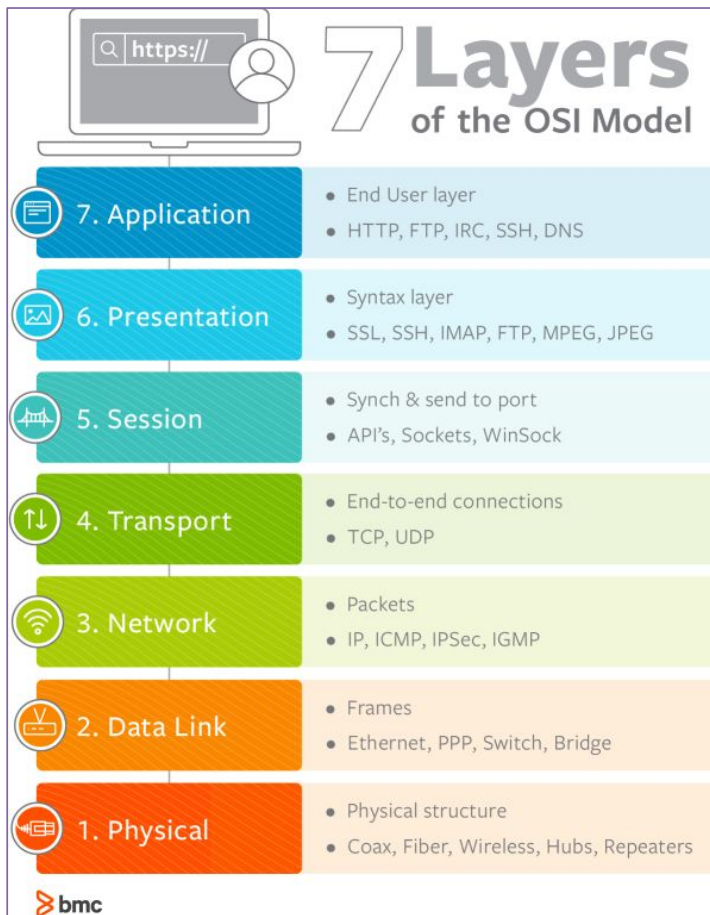 https://
7 Layers
of the OSI Model
7. Application
• End User layer
• HTTP, FTP, IRC, SSH, DNS
6. Presentation
• Syntax layer
• SSL, SSH, IMAP, FTP, MPEG, JPEG
5. Session
• Synch & send to port
• API's, Sockets, WinSock
4. Transport
• End-to-end connections
• TCP, UDP
3. Network
• Packets
• IP, ICMP, IPSec, IGMP
2. Data Link
• Frames
• Ethernet, PPP, Switch, Bridge
1. Physical
• Physical structure
• Coax, Fiber, Wireless, Hubs, Repeaters
bmc